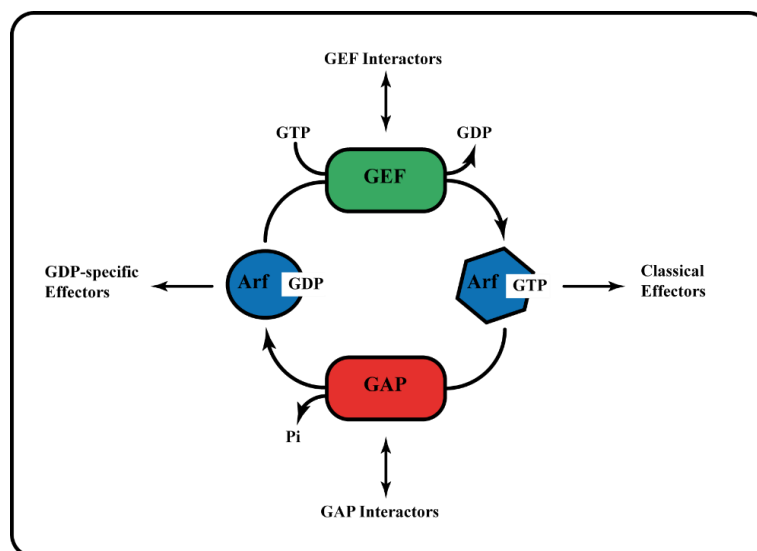 GEF Interactors
GTP
GDP
GEF
GDP-specific
Effectors
Arf
GDP
Arf
GTP
Classical
Effectors
GAP
Pi
GAP Interactors